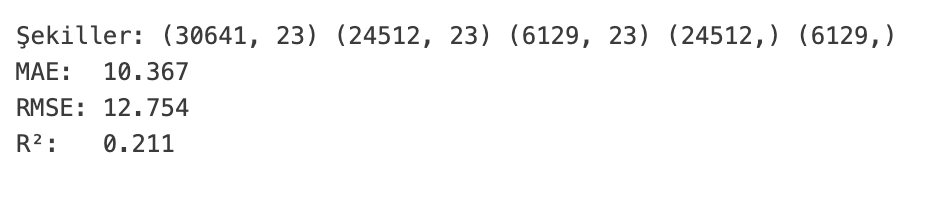 Şekiller: (30641, 23) (24512, 23) (6129, 23) (24512,) (6129,)
MAE:  10.367
RMSE: 12.754
R²:   0.211